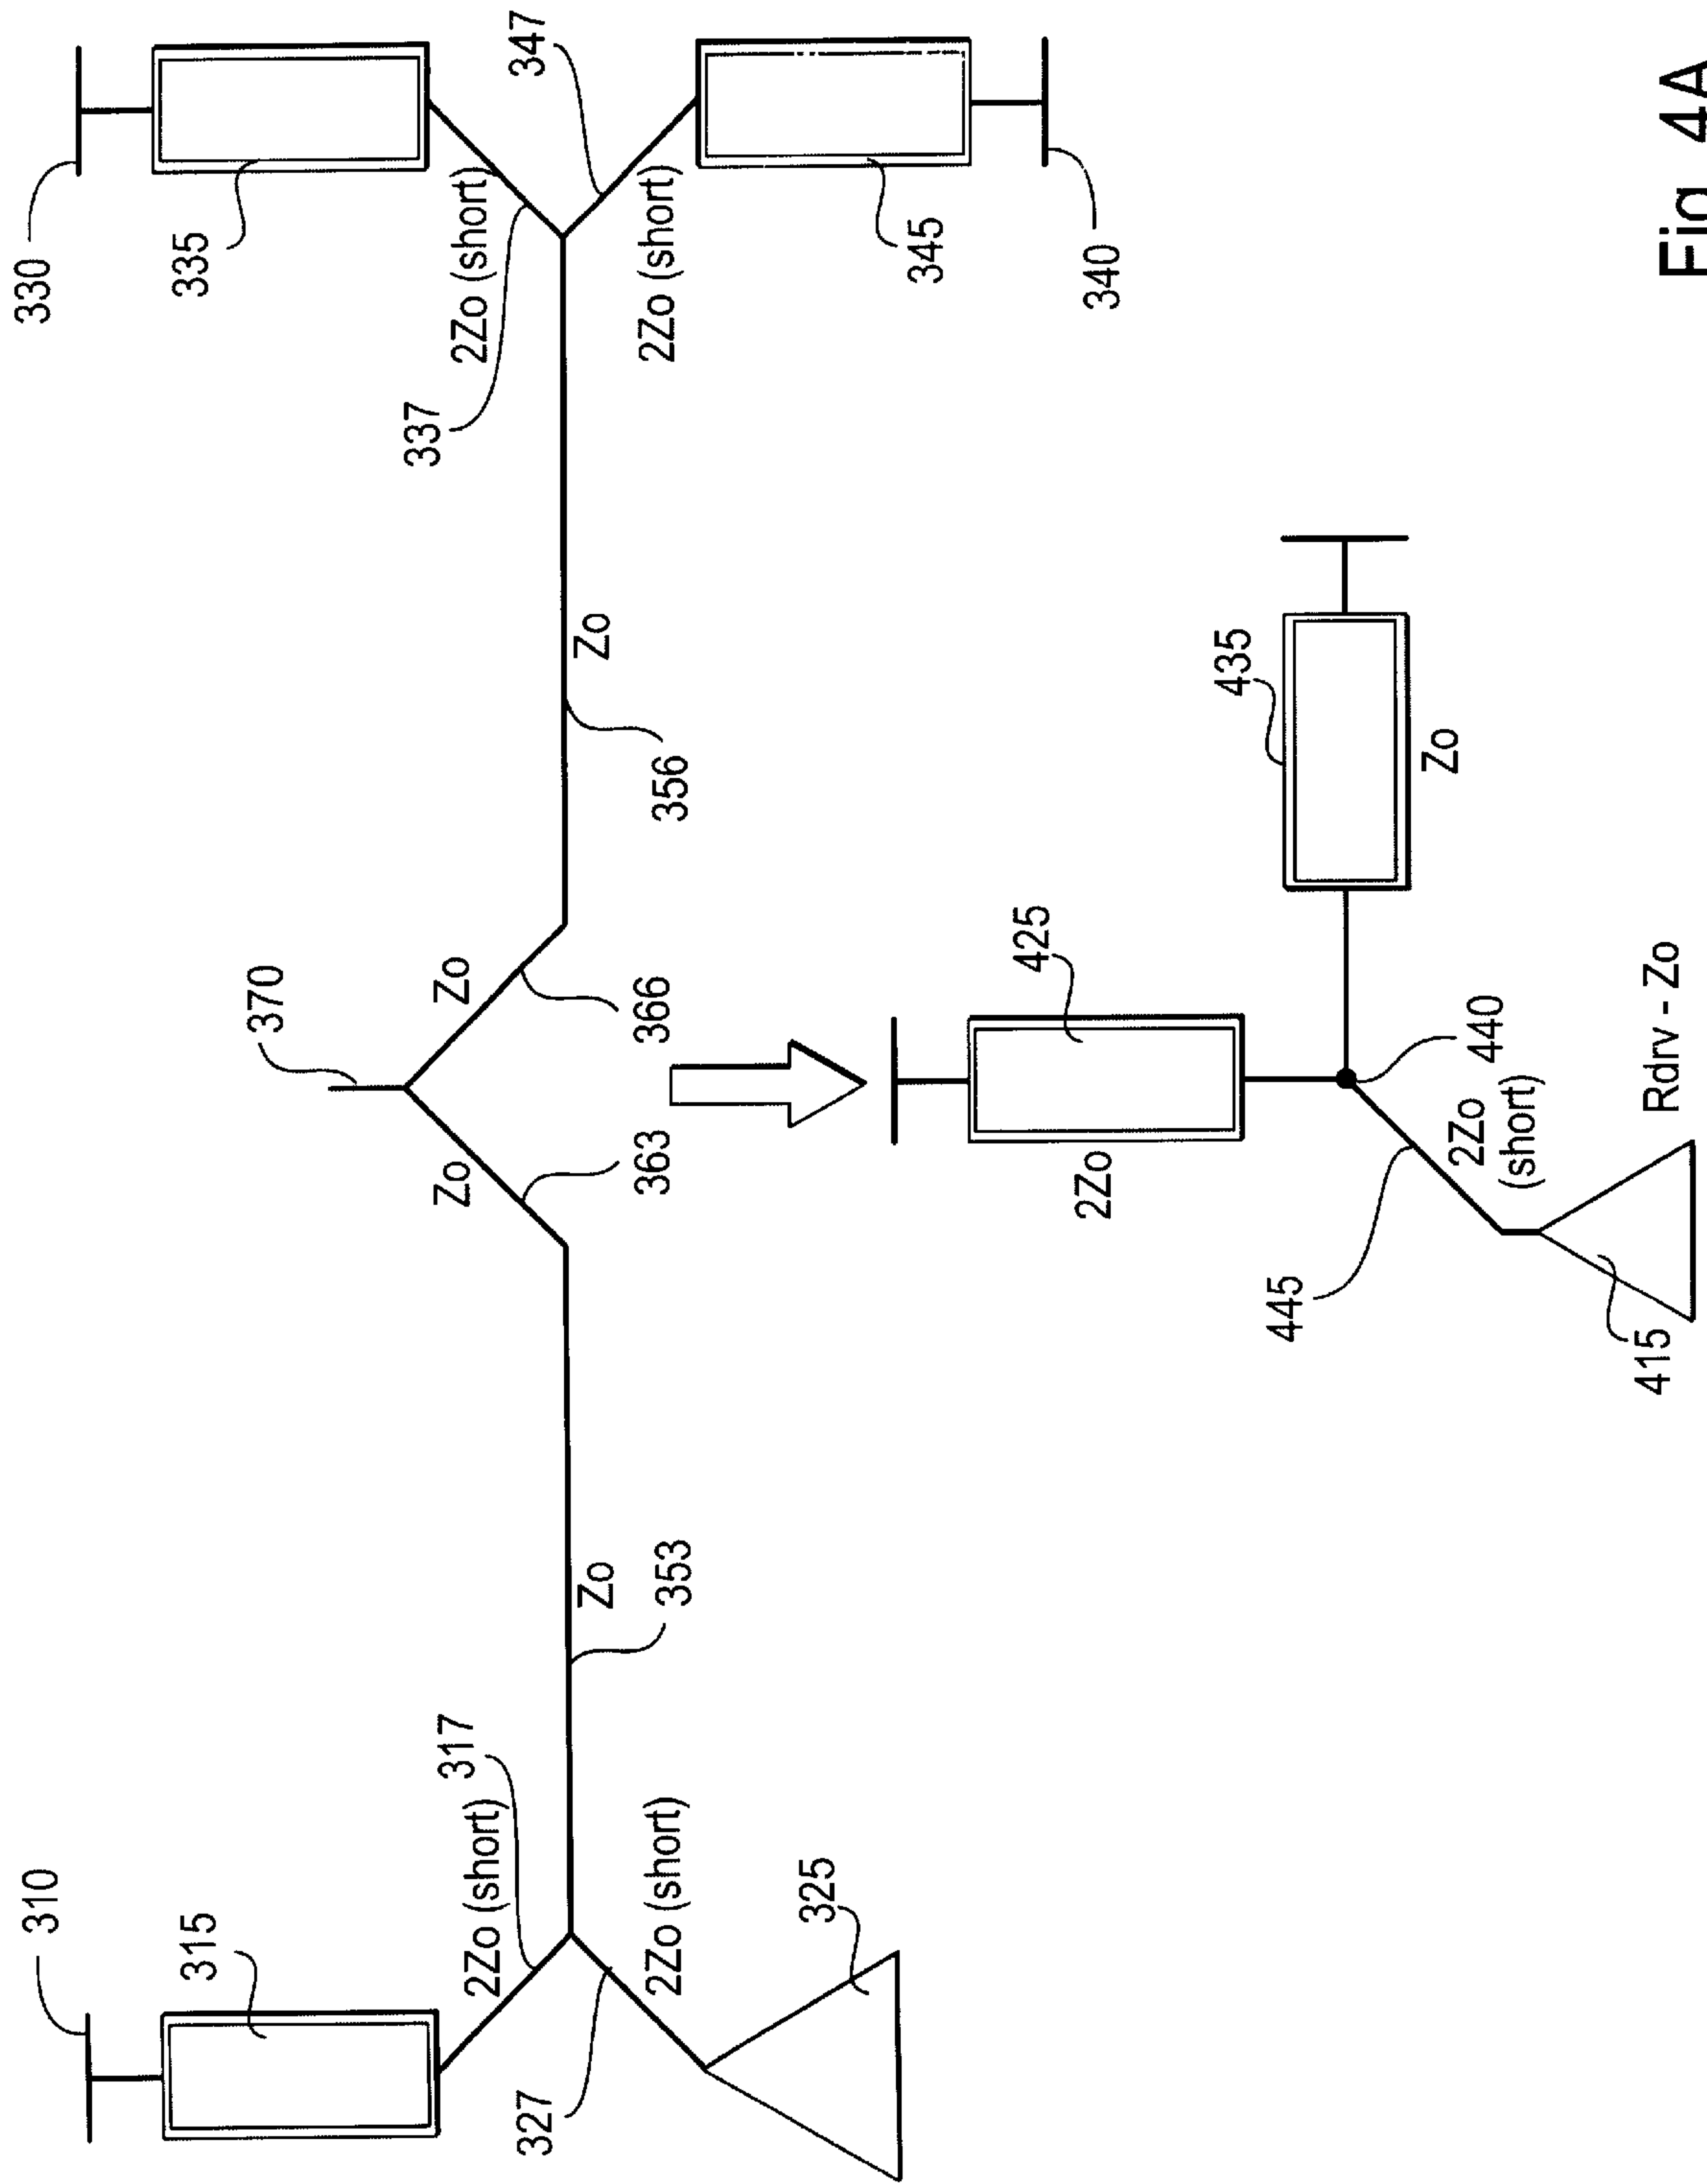 310
315
2Zo (short)
317
327
2Zo (short)
325
Zo
353
Zo
363
370
Zo
366
Zo
356
330
335
2Zo (short)
337
347
2Zo (short)
345
340
2Zo
425
435
Zo
440
445
2Zo
(short)
415
Rdrv - Zo
Fig. 4A